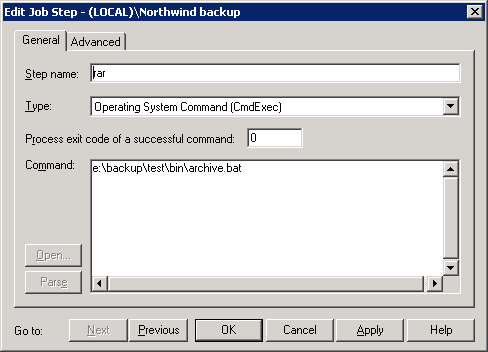 Edit Job Step - (LOCAL)\Northwind backup
General
Advanced
Step name:
rar
Type:
Operating System Command (CmdExec)
Process exit code of a successful command:
0
Command:
e:\backup\test\bin\archive.bat
Open...
Parse
Go to:
Next
Previous
OK
Cancel
Apply
Help